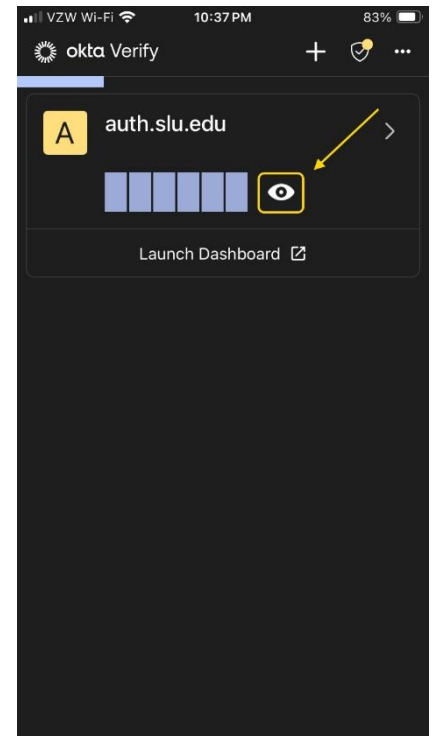 VZW Wi-Fi 10:37 PM 83%
okta Verify
A auth.slu.edu
Launch Dashboard